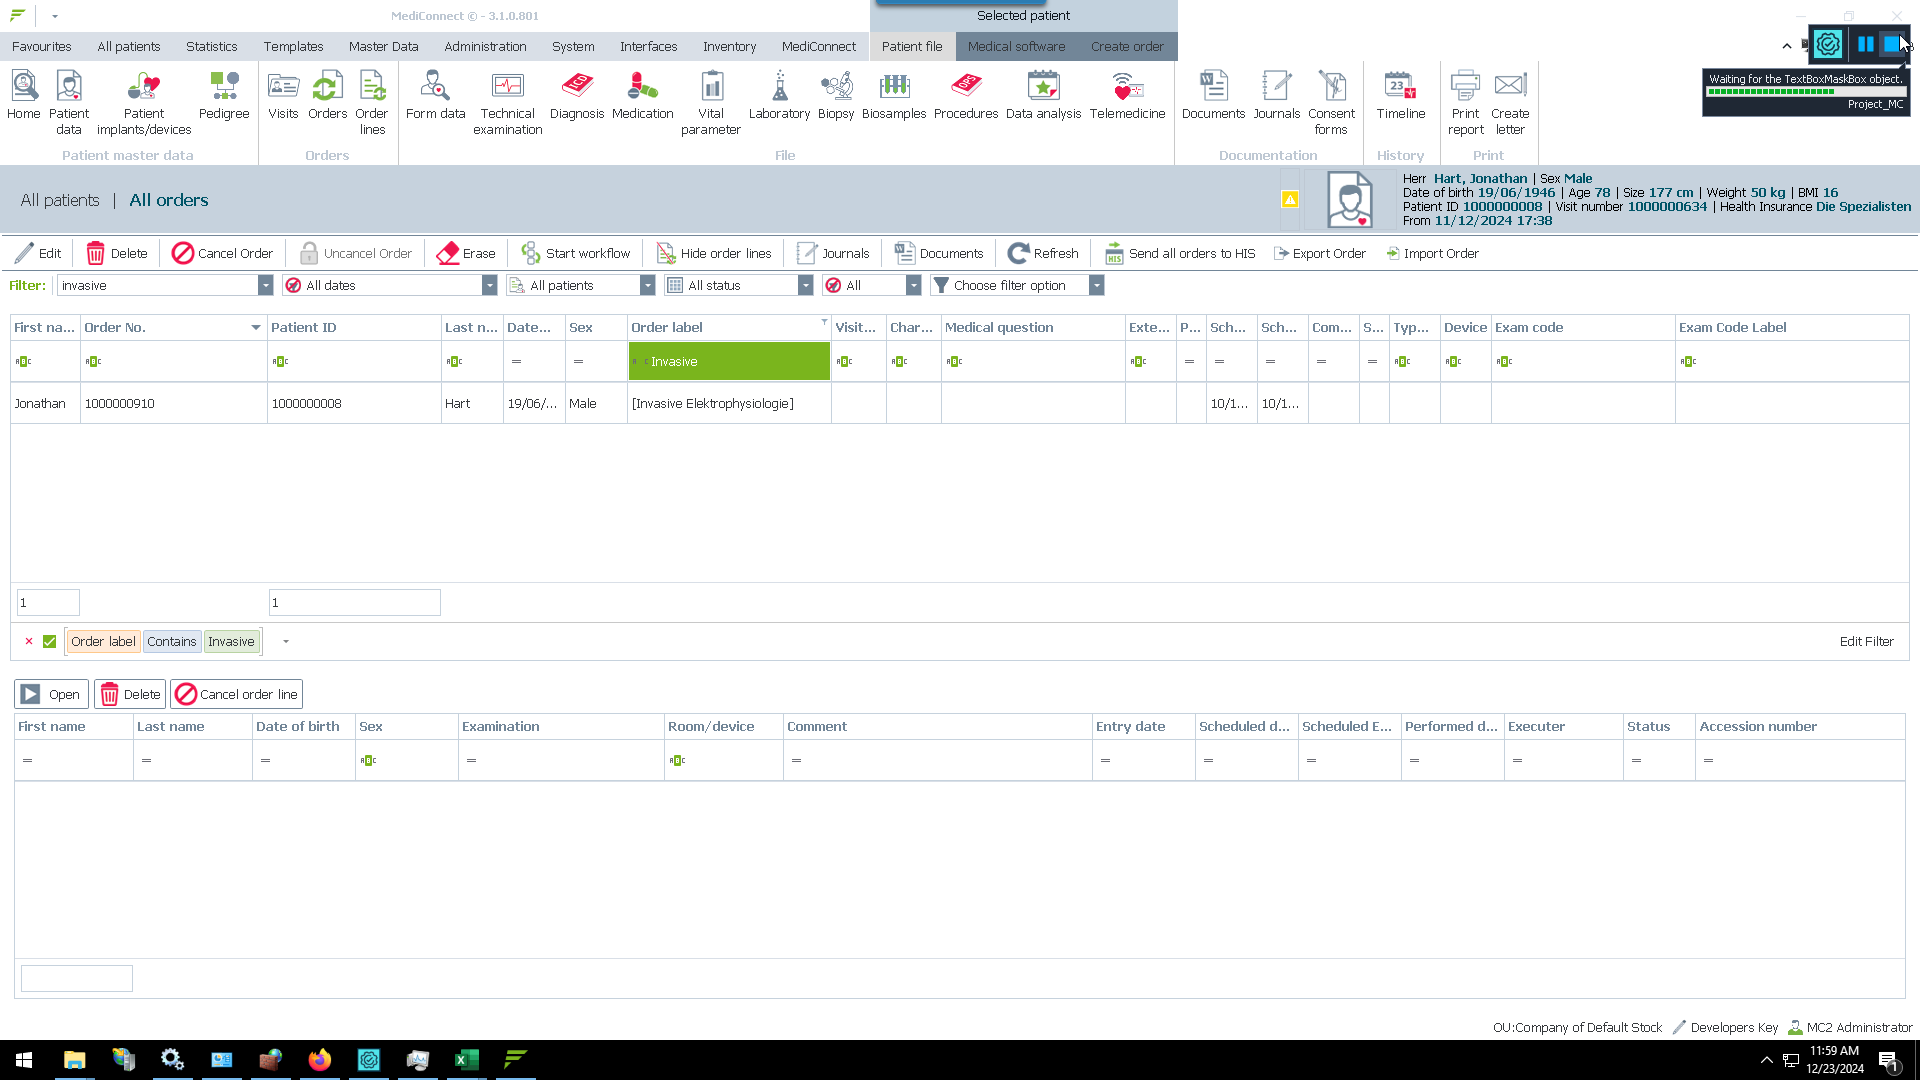 MediConnect © - 3.1.0.801
Selected patient
Favourites All patients Statistics Templates Master Data Administration System Interfaces Inventory MediConnect Patient file Medical software Create order
Home Patient data Patient implants/devices Pedigree Visits Orders Order lines Form data Technical examination Diagnosis Medication Vital parameter Laboratory Biopsy Biosamples Procedures Data analysis Telemedicine Documents Journals Consent forms Timeline Print report Create letter
Patient master data Orders File Documentation History Print
Waiting for the TextBoxMaskBox object.
Project_MC
All patients | All orders
Herr Hart, Jonathan | Sex Male
Date of birth 19/06/1946 | Age 78 | Size 177 cm | Weight 50 kg | BMI 16
Patient ID 1000000008 | Visit number 1000000634 | Health Insurance Die Spezialisten
From 11/12/2024 17:38
Edit Delete Cancel Order Uncancel Order Erase Start workflow Hide order lines Journals Documents Refresh Send all orders to HIS Export Order Import Order
Filter: invasive All dates All patients All status All Choose filter option
First na... Order No. Patient ID Last n... Date... Sex Order label Visit... Char... Medical question Exte... P... Sch... Sch... Com... S... Typ... Device Exam code Exam Code Label
Invasive
Jonathan 1000000910 1000000008 Hart 19/06/... Male [Invasive Elektrophysiologie] 10/1... 10/1...
1 1
Order label Contains Invasive Edit Filter
Open Delete Cancel order line
First name Last name Date of birth Sex Examination Room/device Comment Entry date Scheduled d... Scheduled E... Performed d... Executer Status Accession number
OU:Company of Default Stock Developers Key MC2 Administrator
11:59 AM
12/23/2024
1